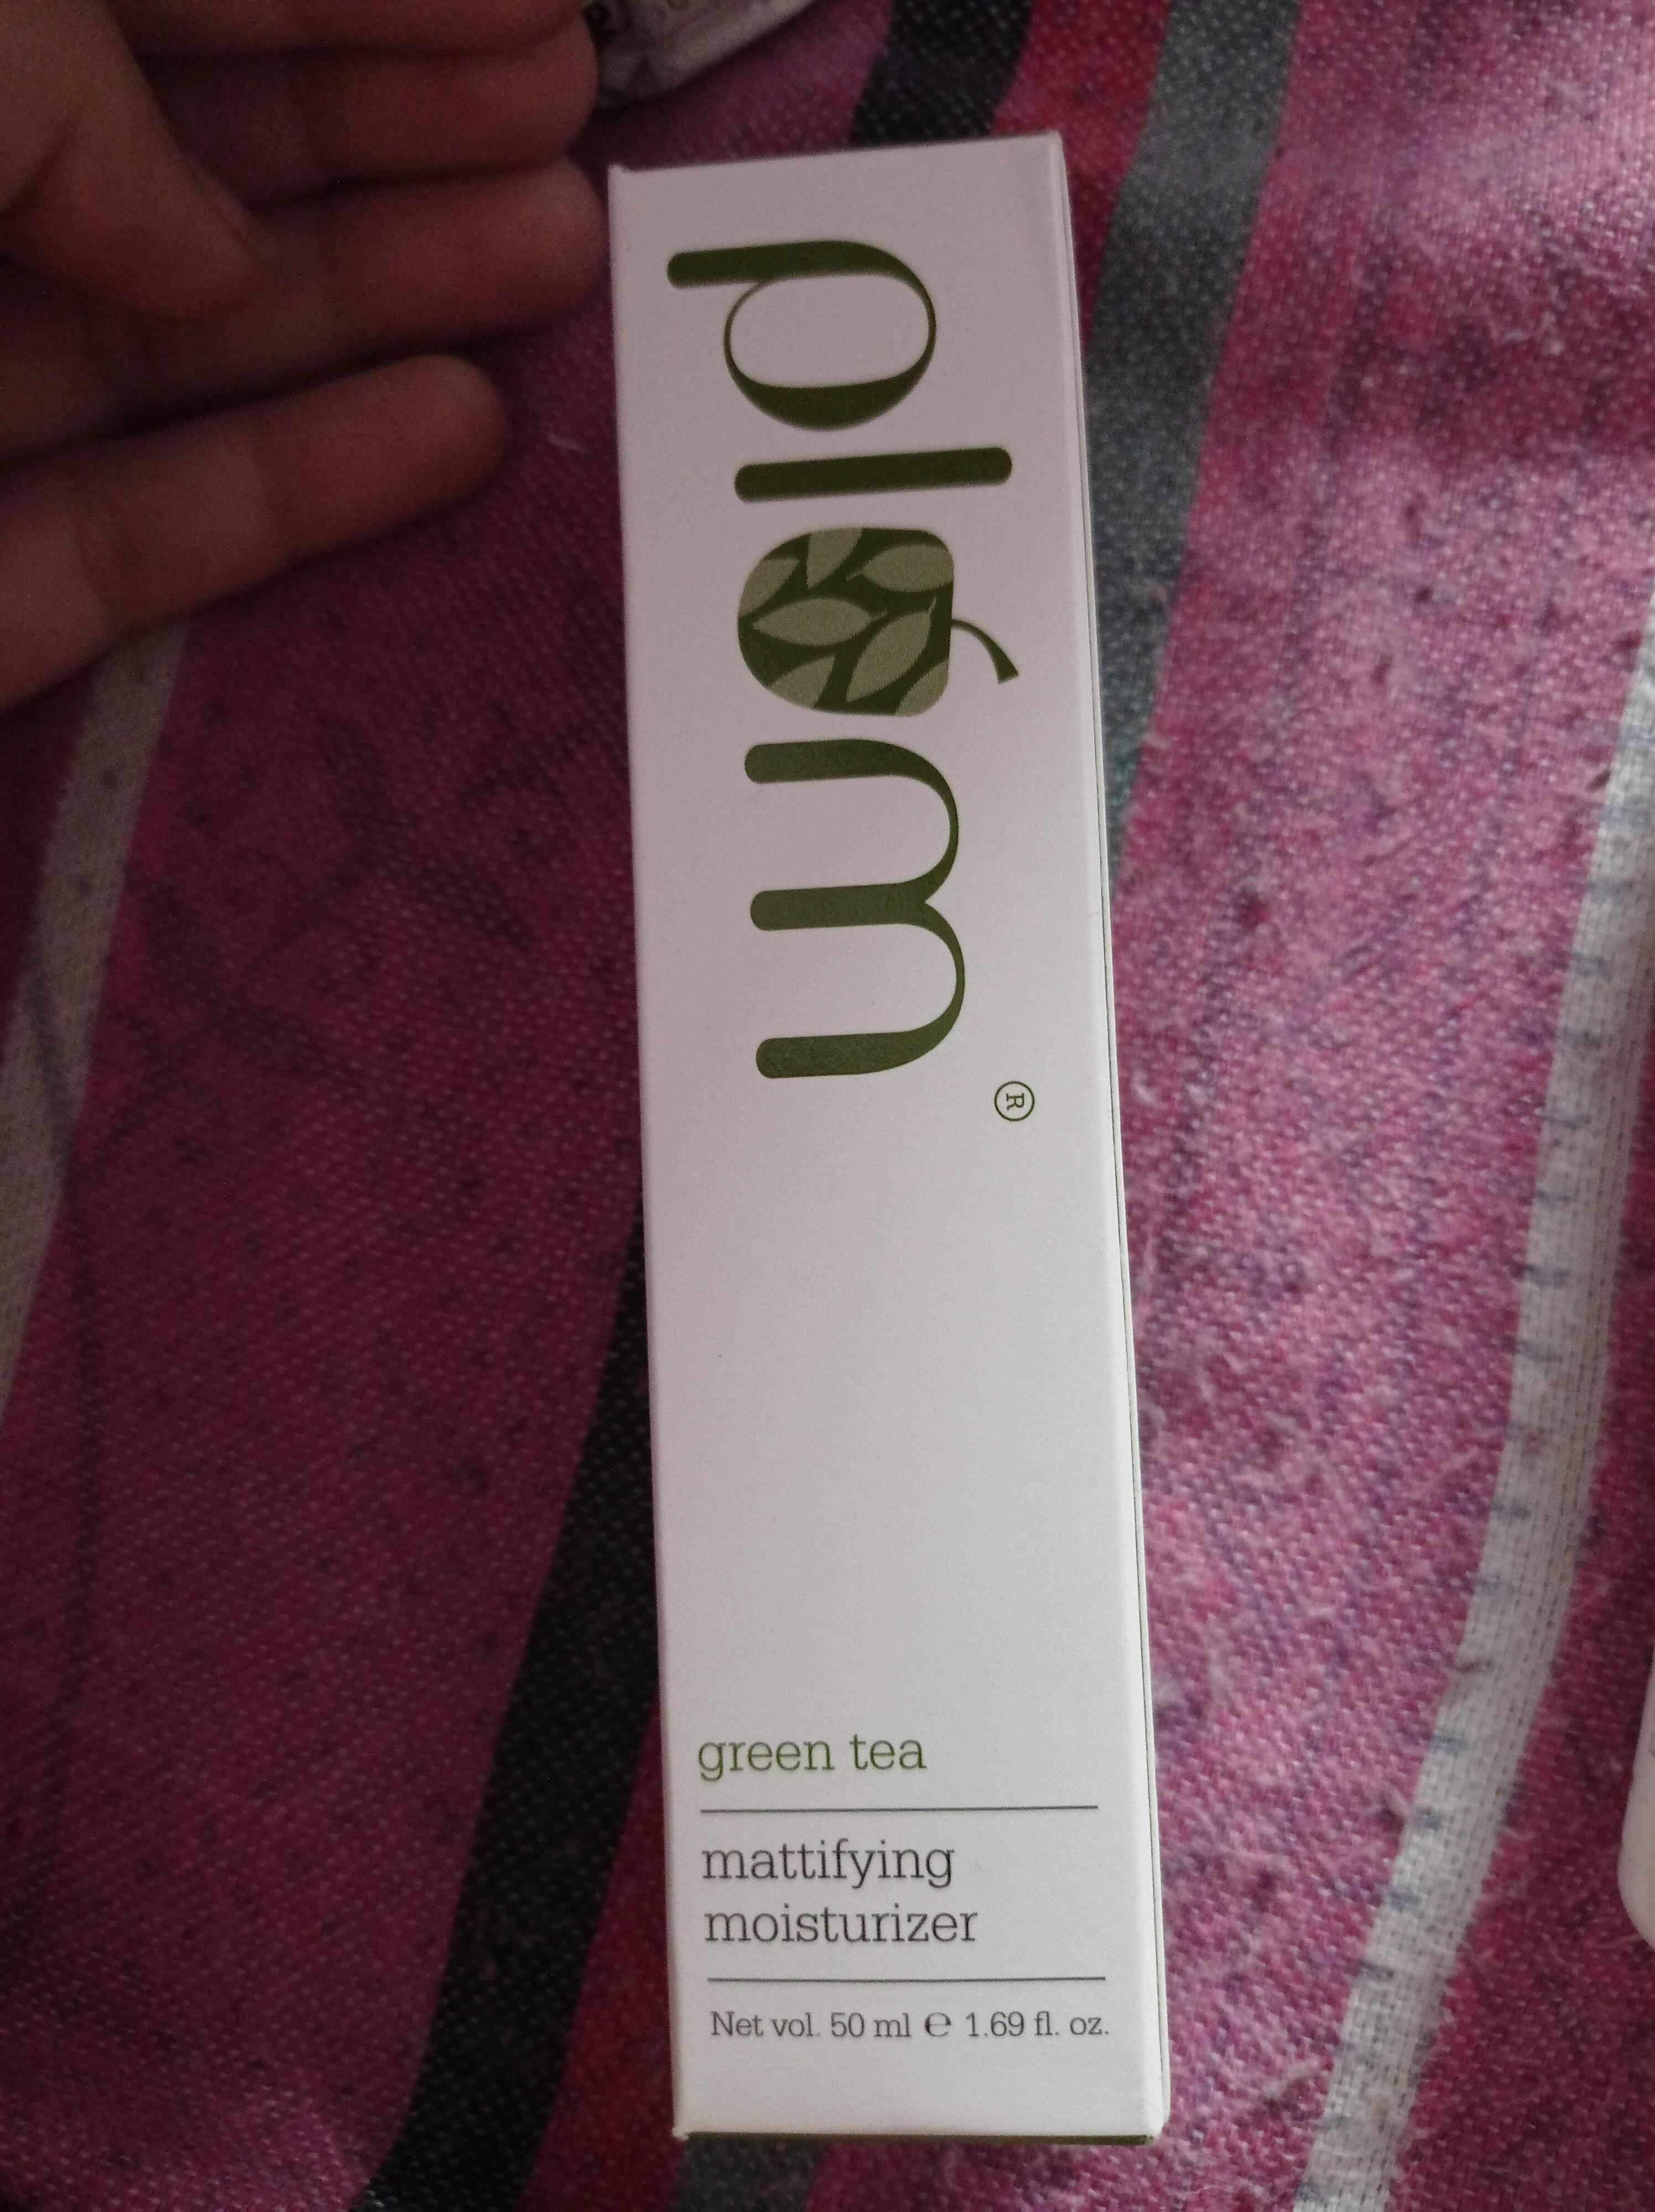 plum®
green tea
mattifying
moisturizer
Net vol. 50 ml ℮ 1.69 fl. oz.